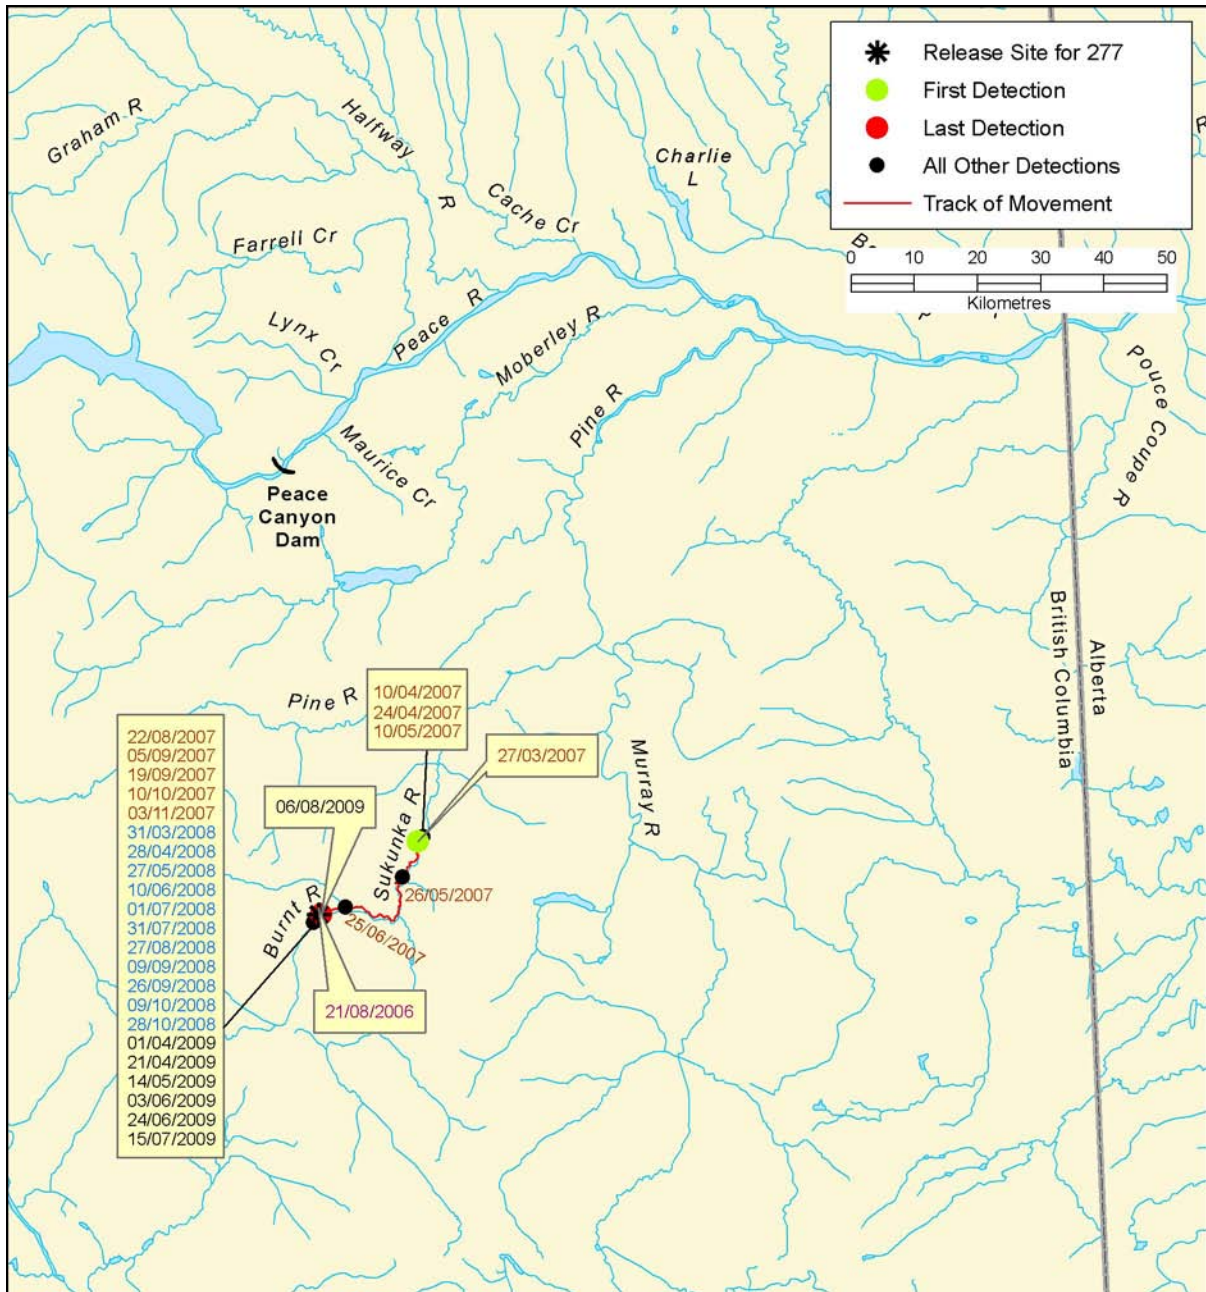 Release Site for 277
First Detection
Last Detection
All Other Detections
Track of Movement
0 10 20 30 40 50
Kilometres
Graham R
Halfway R
Charlie L
Cache Cr
Farrell Cr
Lynx Cr
Peace R
Moberley R
Pine R
Maurice Cr
Pouce Coupe R
R
Peace
Canyon
Dam
British Columbia
Alberta
Pine R
Murray R
Sukunka R
Burnt R
10/04/2007
24/04/2007
10/05/2007
27/03/2007
06/08/2009
26/05/2007
25/06/2007
21/08/2006
22/08/2007
05/09/2007
19/09/2007
10/10/2007
03/11/2007
31/03/2008
28/04/2008
27/05/2008
10/06/2008
01/07/2008
31/07/2008
27/08/2008
09/09/2008
26/09/2008
09/10/2008
28/10/2008
01/04/2009
21/04/2009
14/05/2009
03/06/2009
24/06/2009
15/07/2009